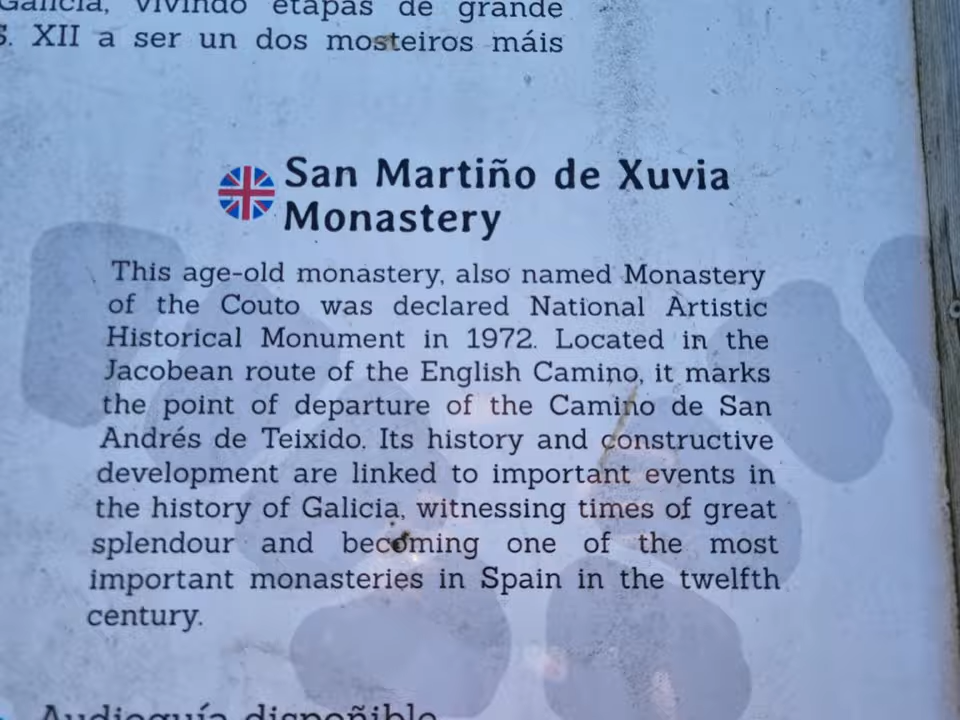 Galicia, vivindo etapas de grande
S. XII a ser un dos mosteiros máis
San Martiño de Xuvia
Monastery
This age-old monastery, also named Monastery
of the Couto was declared National Artistic
Historical Monument in 1972. Located in the
Jacobean route of the English Camino, it marks
the point of departure of the Camino de San
Andrés de Teixido. Its history and constructive
development are linked to important events in
the history of Galicia, witnessing times of great
splendour and becoming one of the most
important monasteries in Spain in the twelfth
century.
Audioguía dispoñible